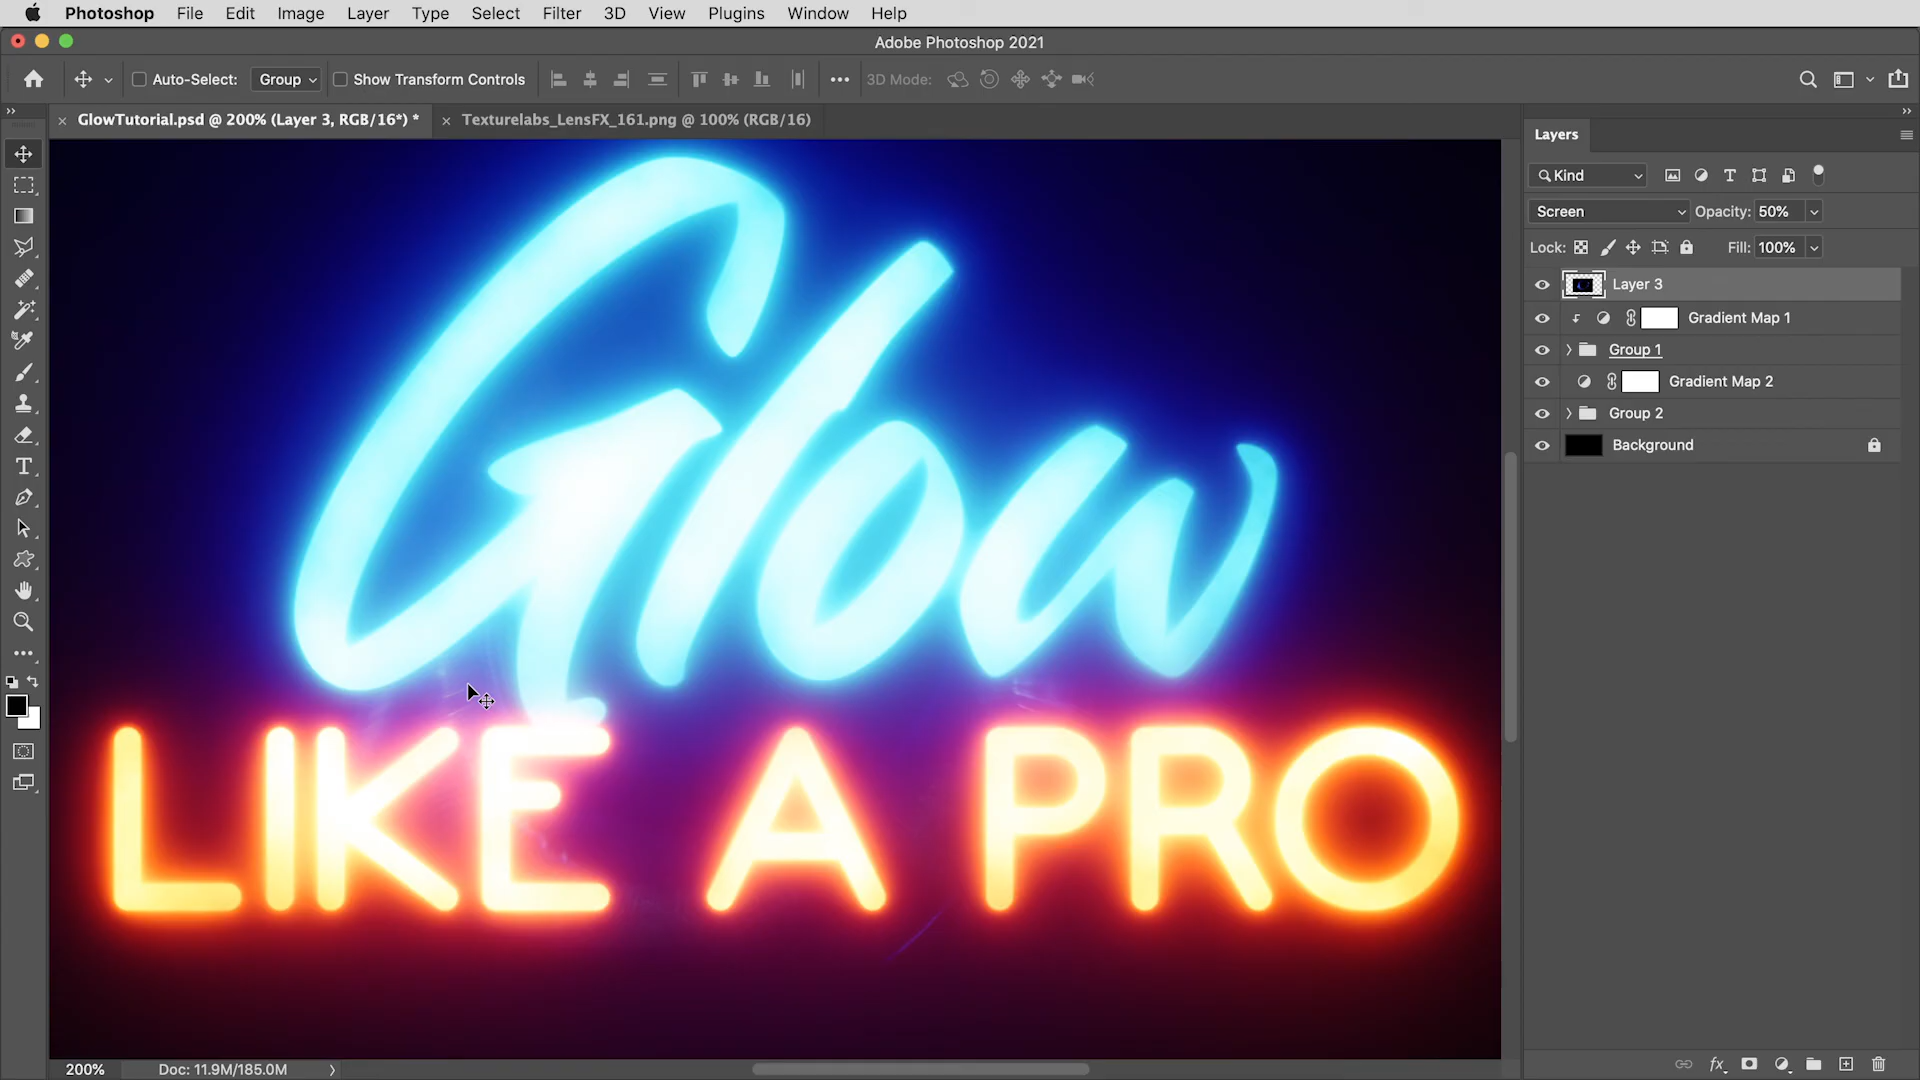 Photoshop File Edit Image Layer Type Select Filter 3D View Plugins Window Help
Adobe Photoshop 2021
Auto-Select: Group Show Transform Controls 3D Mode:
GlowTutorial.psd @ 200% (Layer 3, RGB/16*) * Texturelabs_LensFX_161.png @ 100% (RGB/16)
Layers
Kind
Screen Opacity: 50%
Lock: Fill: 100%
Layer 3
Gradient Map 1
Group 1
Gradient Map 2
Group 2
Background
Glow
LIKE A PRO
200% Doc: 11.9M/185.0M